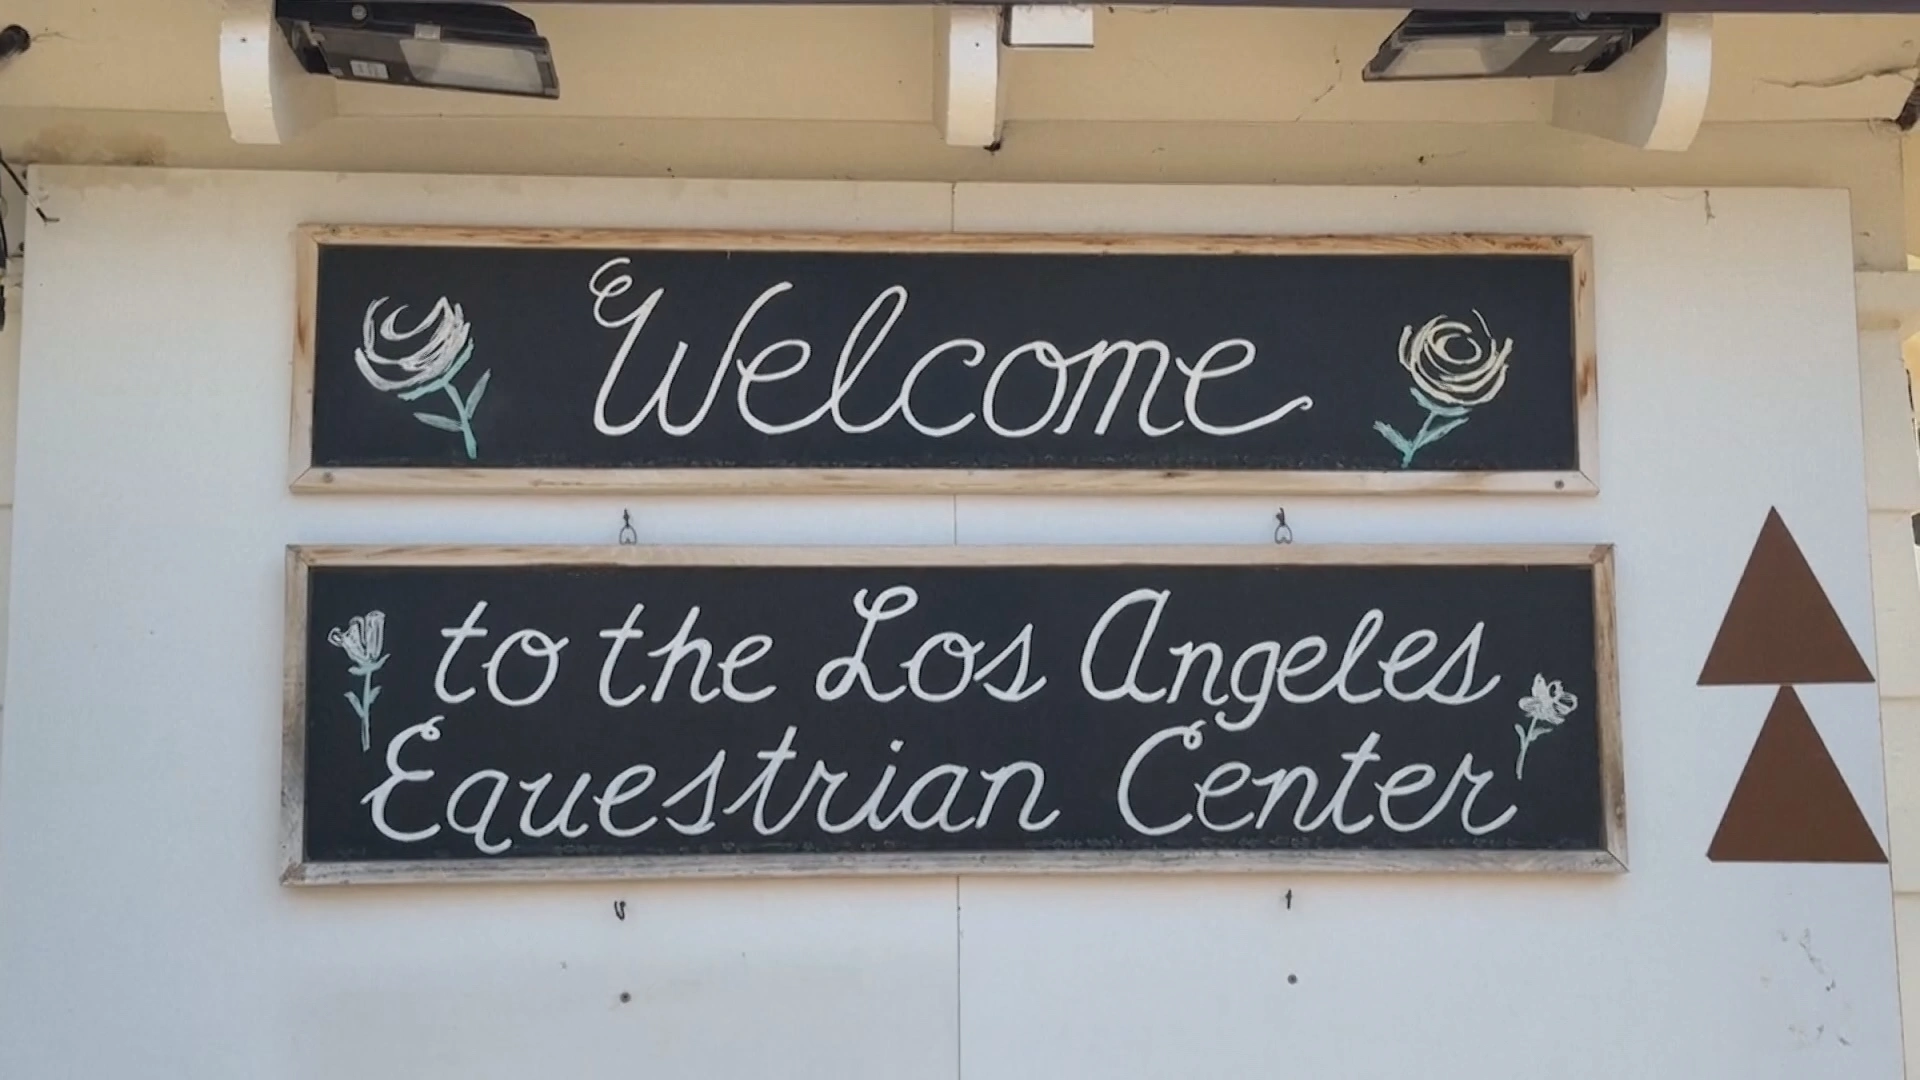 Welcome
to the Los Angeles
Equestrian Center